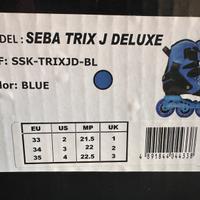 DEL : SEBA TRIX J DELUXE
F: SSK-TRIXJD-BL
lor: BLUE
EU US MP UK
33 2 21.5 1
34 3 22 2
35 4 22.5 3